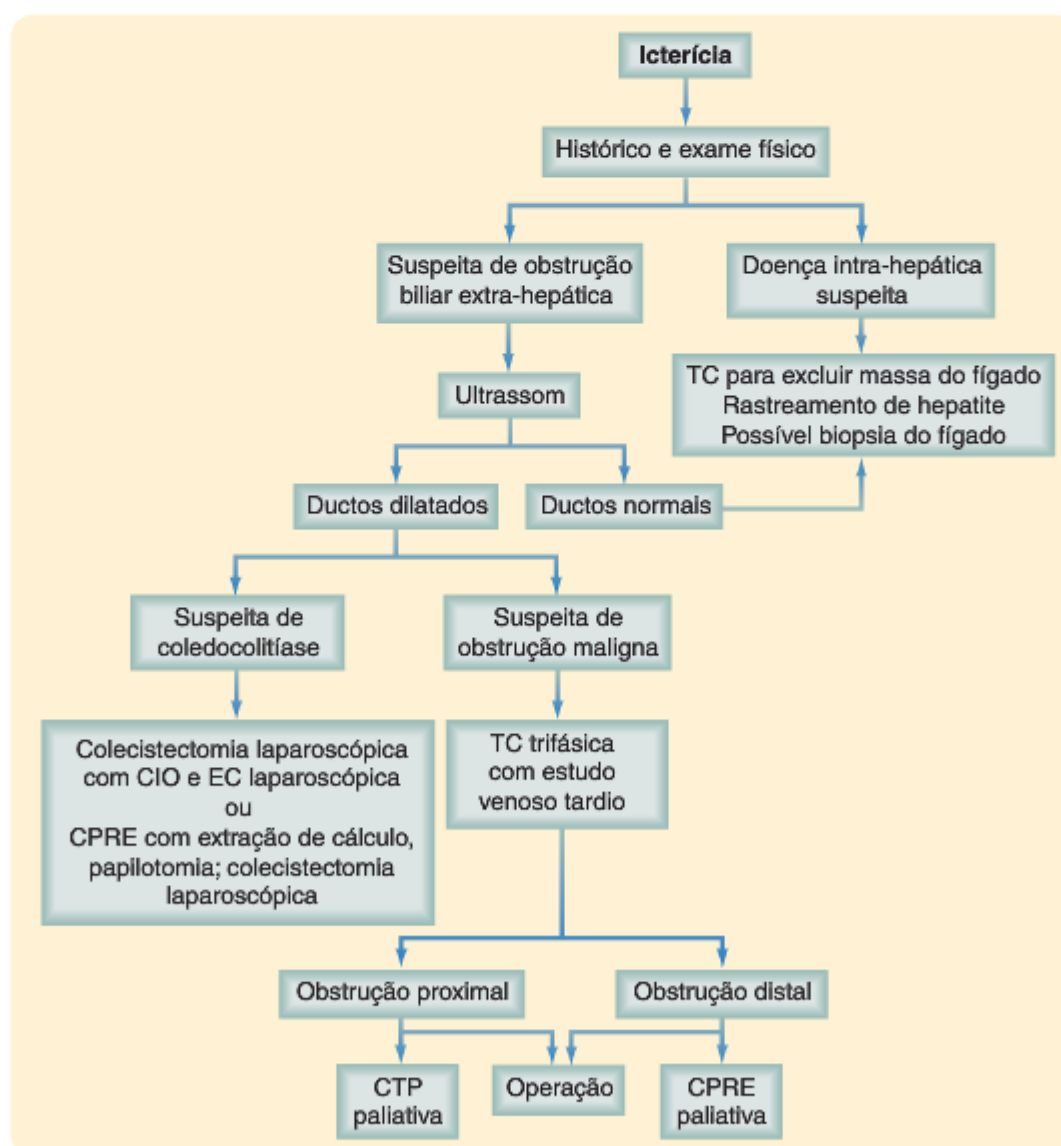 Icterícia
Histórico e exame físico
Suspeita de obstrução
biliar extra-hepática
Doença intra-hepática
suspeita
Ultrassom
TC para excluir massa do fígado
Rastreamento de hepatite
Possível biopsia do fígado
Ductos dilatados
Ductos normais
Suspeita de
coledocolitíase
Suspeita de
obstrução maligna
Colecistectomia laparoscópica
com CIO e EC laparoscópica
ou
CPRE com extração de cálculo,
papilotomia; colecistectomia
laparoscópica
TC trifásica
com estudo
venoso tardio
Obstrução proximal
Obstrução distal
CTP
paliativa
Operação
CPRE
paliativa